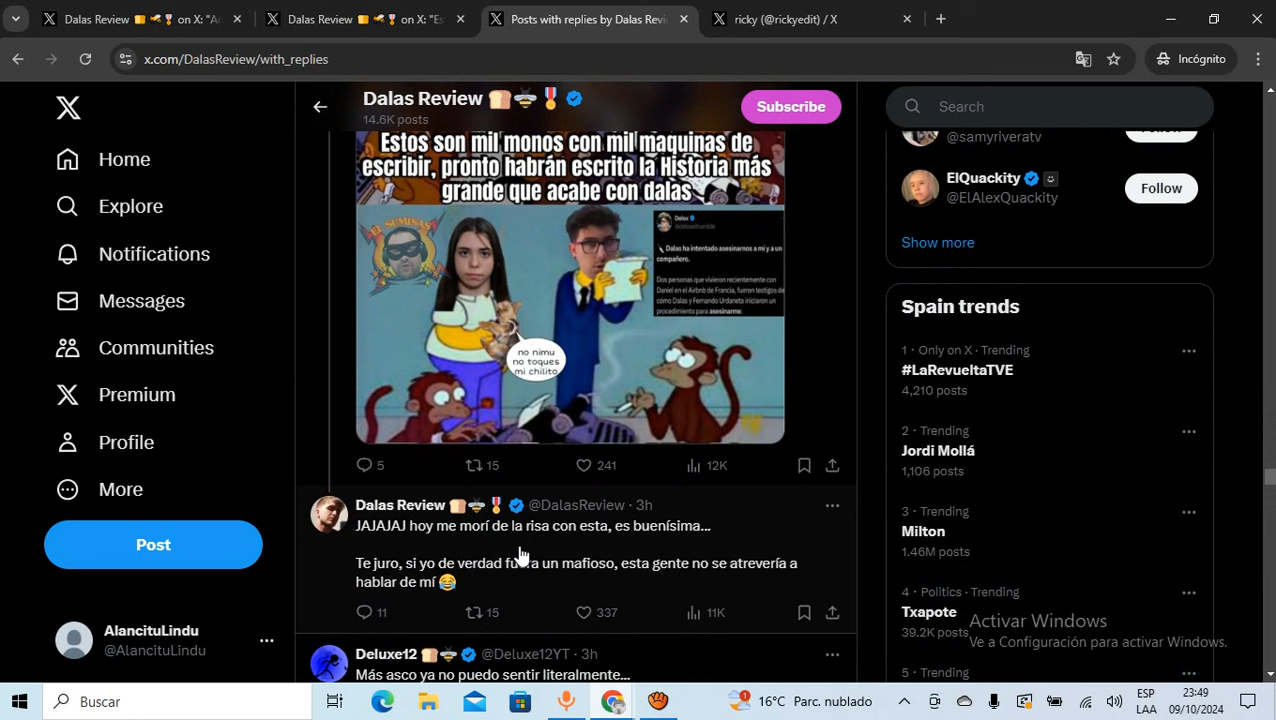 Dalas Review on X: "Ac
Dalas Review on X: "Es
Posts with replies by Dalas Revi
ricky (@rickyedit) / X
x.com/DalasReview/with_replies
Incógnito
Home
Explore
Notifications
Messages
Communities
Premium
Profile
More
Post
AlancituLindu
@AlancituLindu
Dalas Review
14.6K posts
Subscribe
Estos son mil monos con mil maquinas de
escribir, pronto habrán escrito la Historia más
grande que acabe con dalas
EL SUMISAS
Delox
@deloxelhumilde
Dalas ha intentado asesinarnos a mí y a un
compañero.
Dos personas que vivieron recientemente con
Daniel en el Airbnb de Francia, fueron testigos de
cómo Dalas y Fernando Urdaneta iniciaron un
procedimiento para asesinarme.
no nimu
no toques
mi chilito
5 15 241 12K
Dalas Review @DalasReview · 3h
JAJAJAJ hoy me morí de la risa con esta, es buenísima...
Te juro, si yo de verdad fuera un mafioso, esta gente no se atrevería a
hablar de mí
11 15 337 11K
Deluxe12 @Deluxe12YT · 3h
Más asco ya no puedo sentir literalmente...
Search
@samyriveratv
ElQuackity
@ElAlexQuackity
Follow
Show more
Spain trends
1 · Only on X · Trending
#LaRevueltaTVE
4,210 posts
2 · Trending
Jordi Mollá
1,106 posts
3 · Trending
Milton
1.46M posts
4 · Politics · Trending
Txapote
39.2K posts
5 · Trending
Activar Windows
Ve a Configuración para activar Windows.
Buscar
1
16°C Parc. nublado
ESP
LAA
23:49
09/10/2024